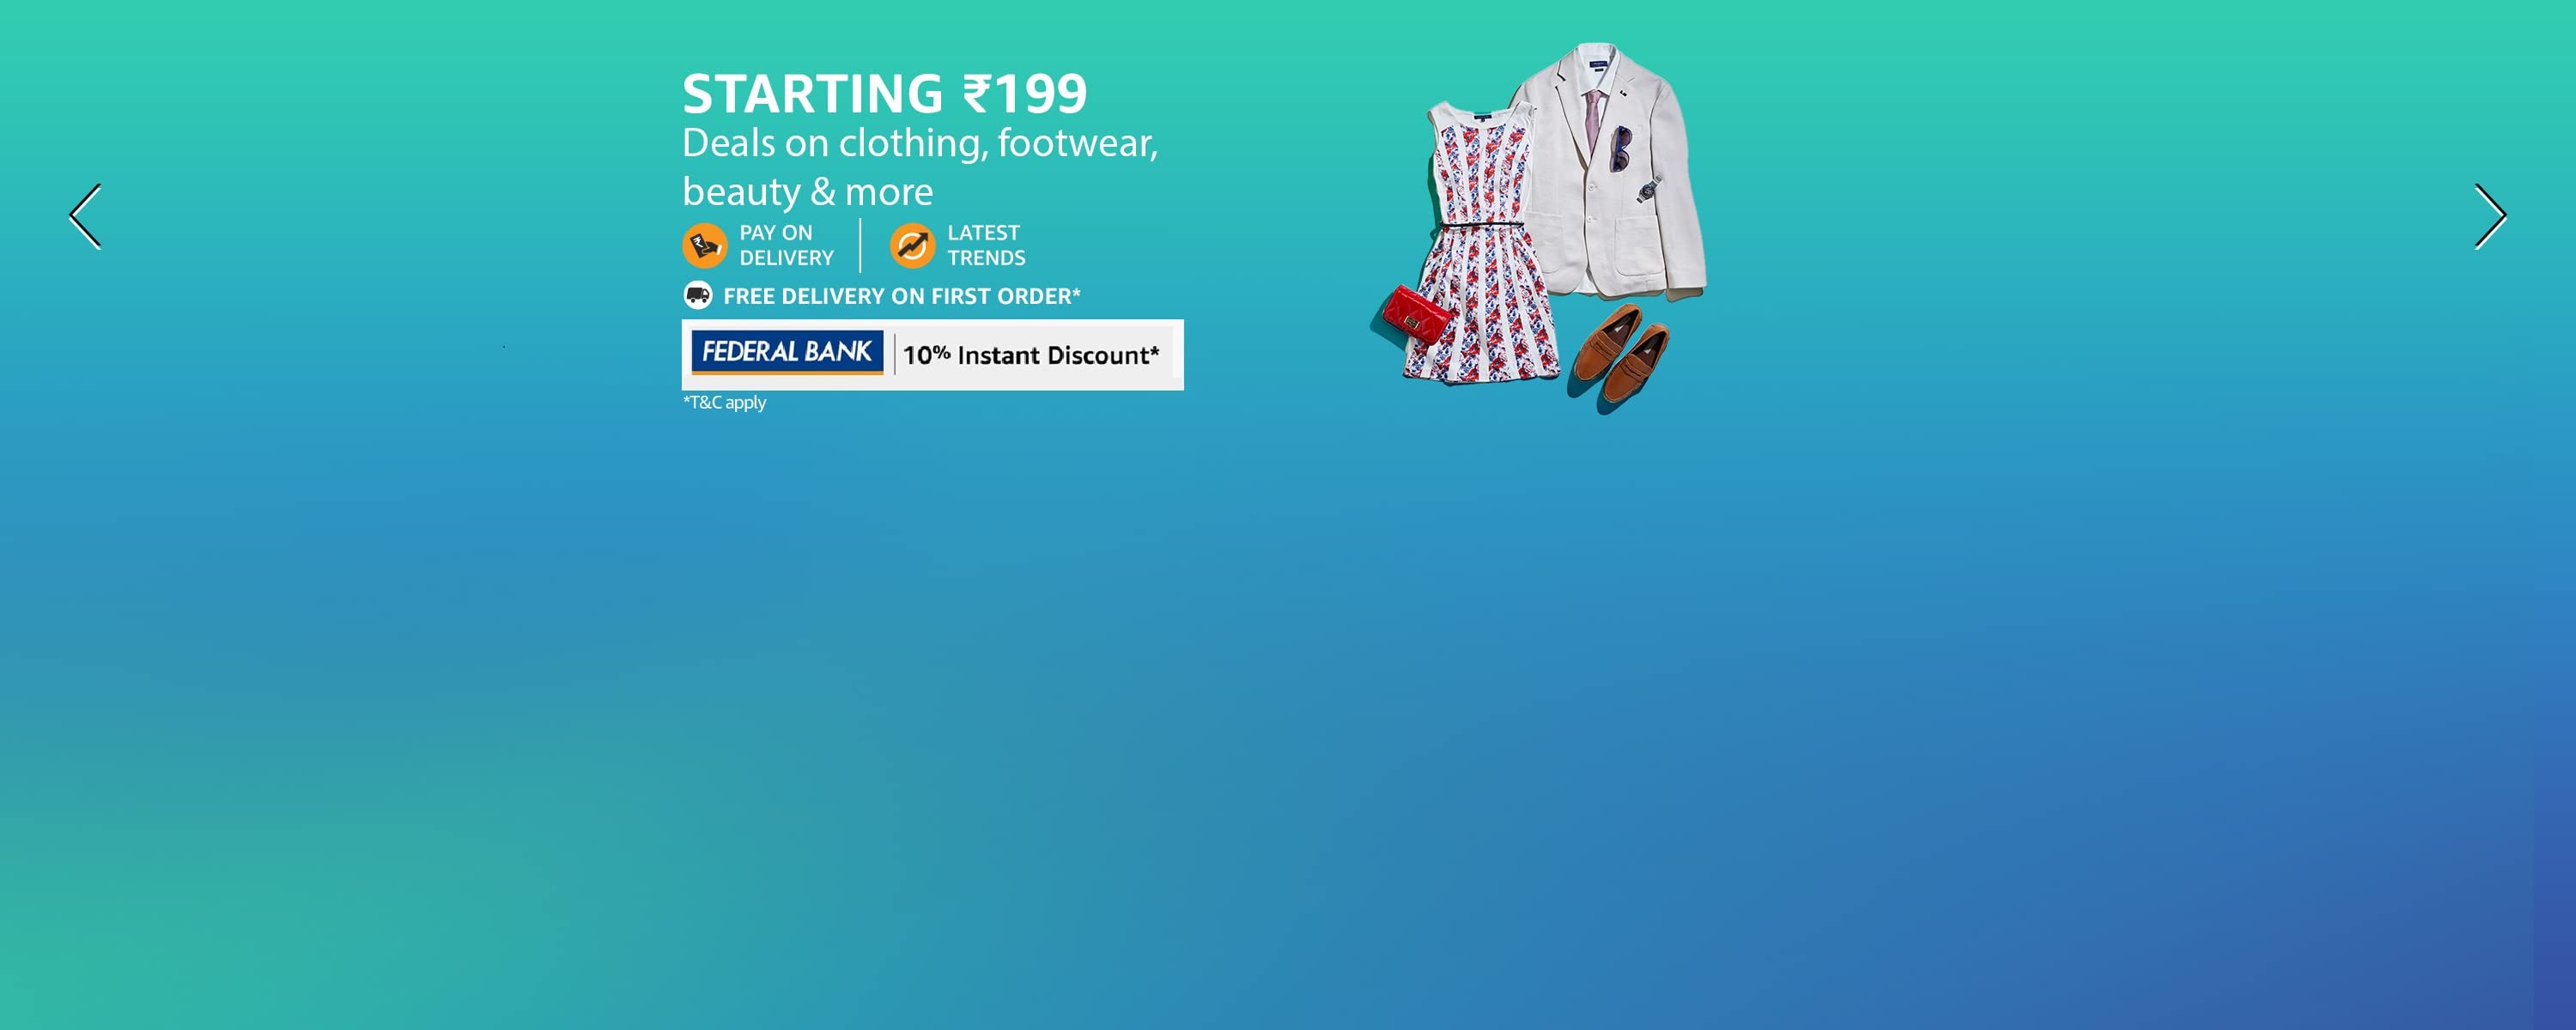 STARTING ₹199
Deals on clothing, footwear,
beauty & more
PAY ON
DELIVERY
LATEST
TRENDS
FREE DELIVERY ON FIRST ORDER*
FEDERAL BANK
10% Instant Discount*
*T&C apply